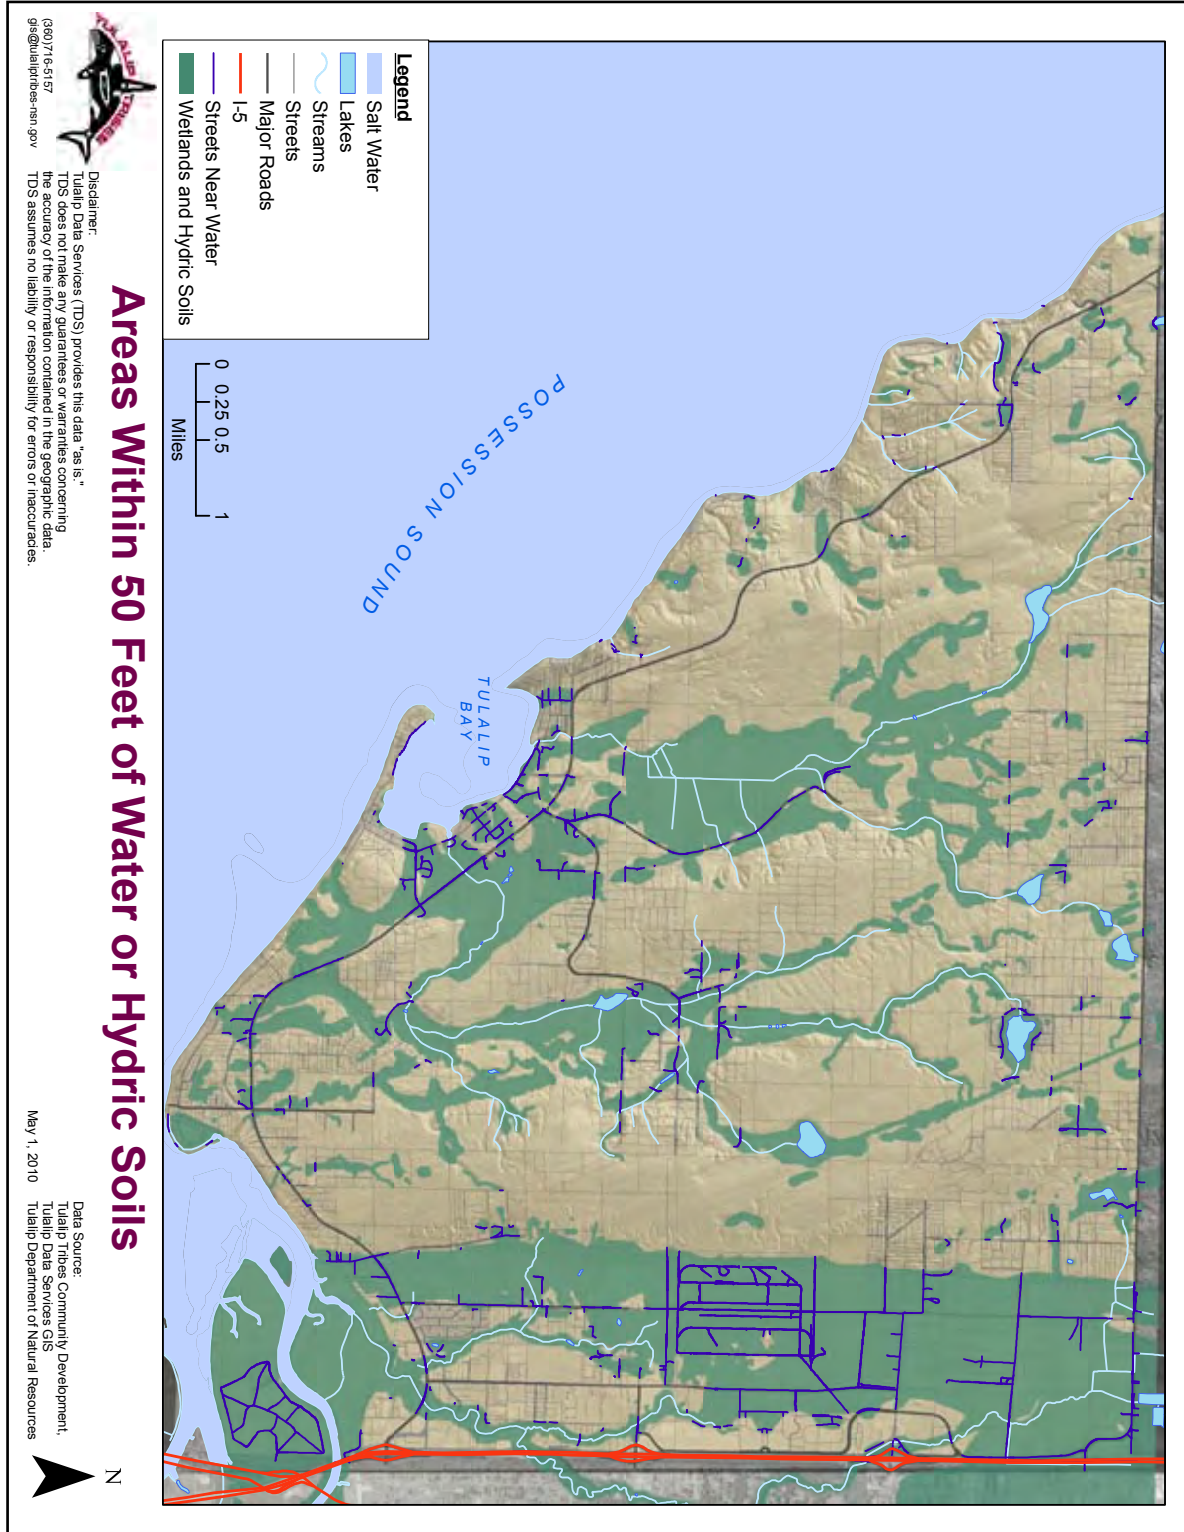 Legend
Salt Water
Lakes
Streams
Streets
Major Roads
I-5
Streets Near Water
Wetlands and Hydric Soils
0 0.25 0.5 1
Miles
POSSESSION SOUND
TULALIP
BAY
Areas Within 50 Feet of Water or Hydric Soils
TULALIP TRIBES
(360)716-5157
gis@tulaliptribes-nsn.gov
Disclaimer:
Tulalip Data Services (TDS) provides this data "as is."
TDS does not make any guarantees or warranties concerning
the accuracy of the information contained in the geographic data.
TDS assumes no liability or responsibility for errors or inaccuracies.
May 1, 2010
Data Source:
Tulalip Tribes Community Development,
Tulalip Data Services GIS
Tulalip Department of Natural Resources
N